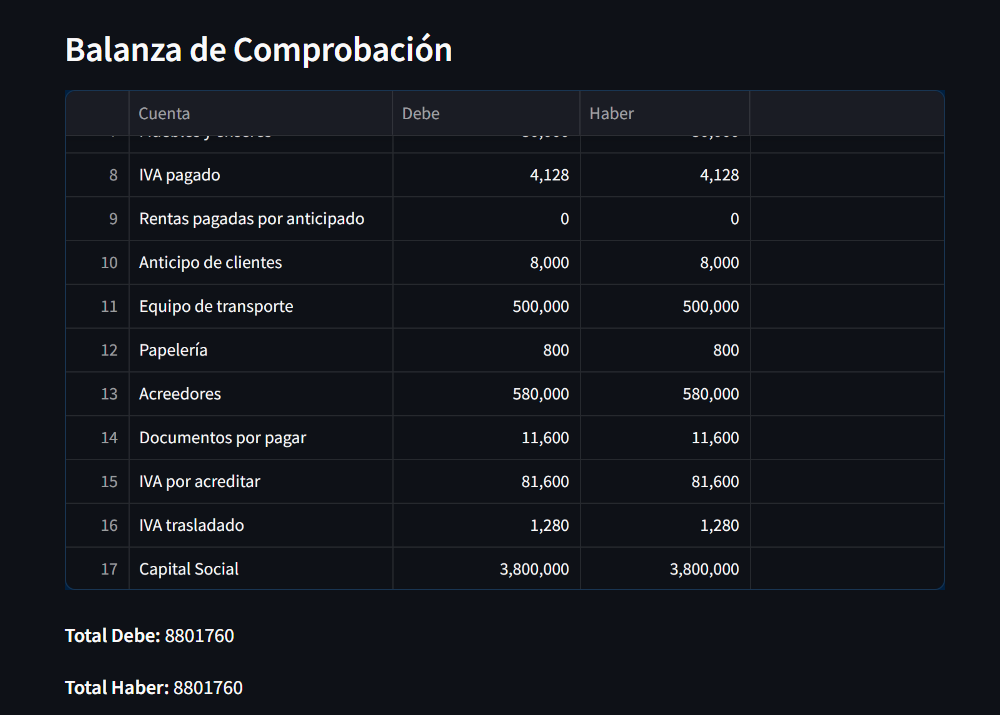 Balanza de Comprobación
Cuenta Debe Haber
8 IVA pagado 4,128 4,128
9 Rentas pagadas por anticipado 0 0
10 Anticipo de clientes 8,000 8,000
11 Equipo de transporte 500,000 500,000
12 Papelería 800 800
13 Acreedores 580,000 580,000
14 Documentos por pagar 11,600 11,600
15 IVA por acreditar 81,600 81,600
16 IVA trasladado 1,280 1,280
17 Capital Social 3,800,000 3,800,000
Total Debe: 8801760
Total Haber: 8801760